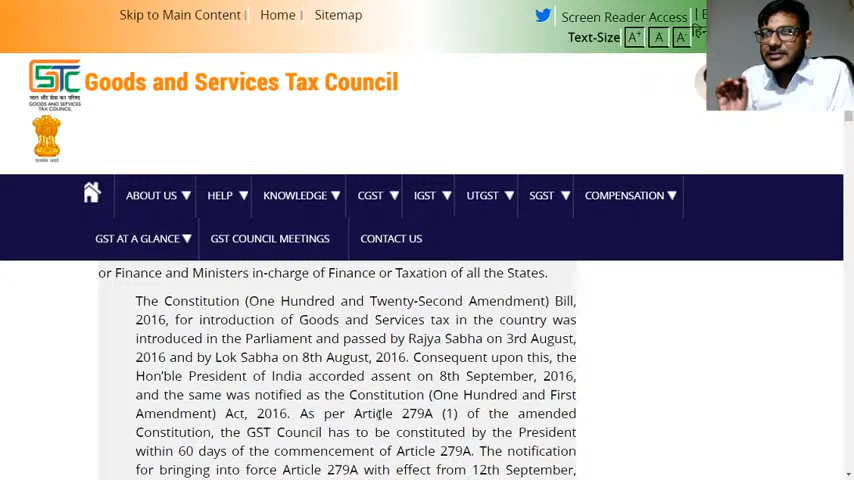 Skip to Main Content
Home
Sitemap
Screen Reader Access
Text-Size A+ A A-
GOODS AND SERVICES
TAX COUNCIL
Goods and Services Tax Council
सत्यमेव जयते
ABOUT US HELP KNOWLEDGE CGST IGST UTGST SGST COMPENSATION
GST AT A GLANCE GST COUNCIL MEETINGS CONTACT US
or Finance and Ministers in-charge of Finance or Taxation of all the States.
The Constitution (One Hundred and Twenty-Second Amendment) Bill,
2016, for introduction of Goods and Services tax in the country was
introduced in the Parliament and passed by Rajya Sabha on 3rd August,
2016 and by Lok Sabha on 8th August, 2016. Consequent upon this, the
Hon'ble President of India accorded assent on 8th September, 2016,
and the same was notified as the Constitution (One Hundred and First
Amendment) Act, 2016. As per Article 279A (1) of the amended
Constitution, the GST Council has to be constituted by the President
within 60 days of the commencement of Article 279A. The notification
for bringing into force Article 279A with effect from 12th September,